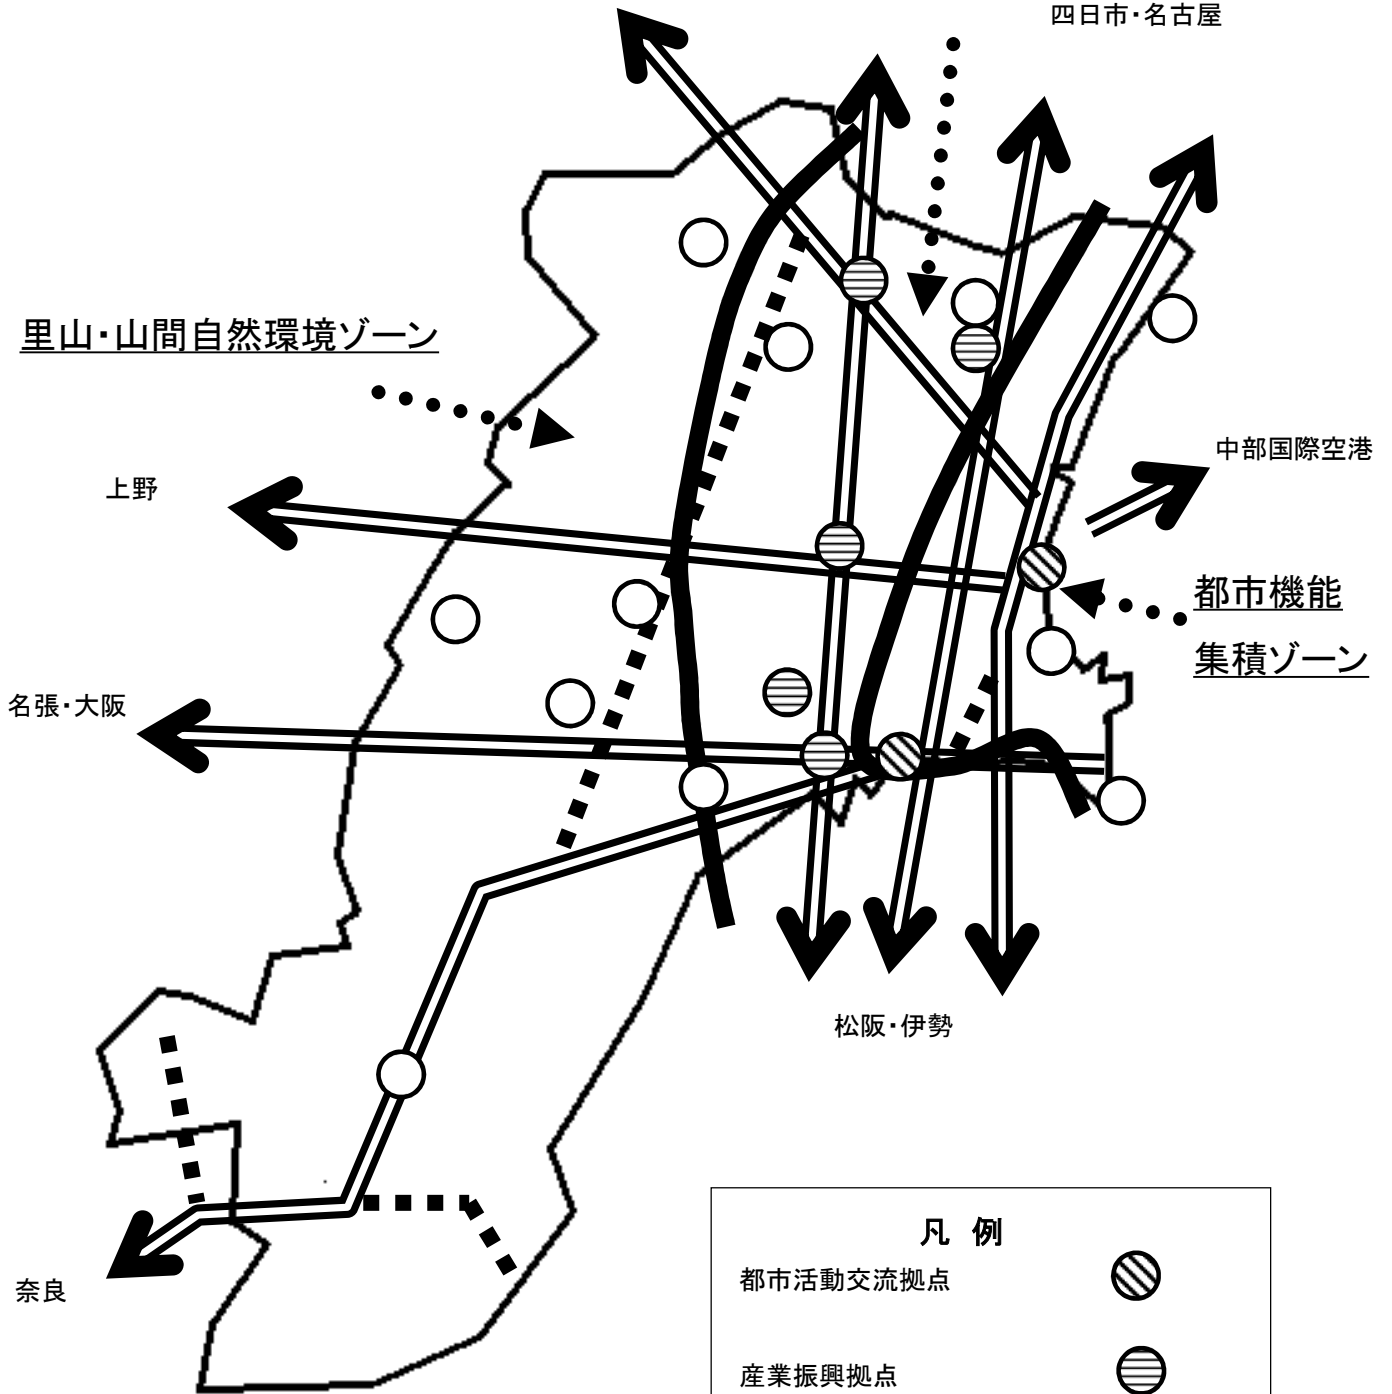 四日市・名古屋
里山・山間自然環境ゾーン
中部国際空港
上野
都市機能
集積ゾーン
名張・大阪
松阪・伊勢
凡 例
都市活動交流拠点
奈良
産業振興拠点